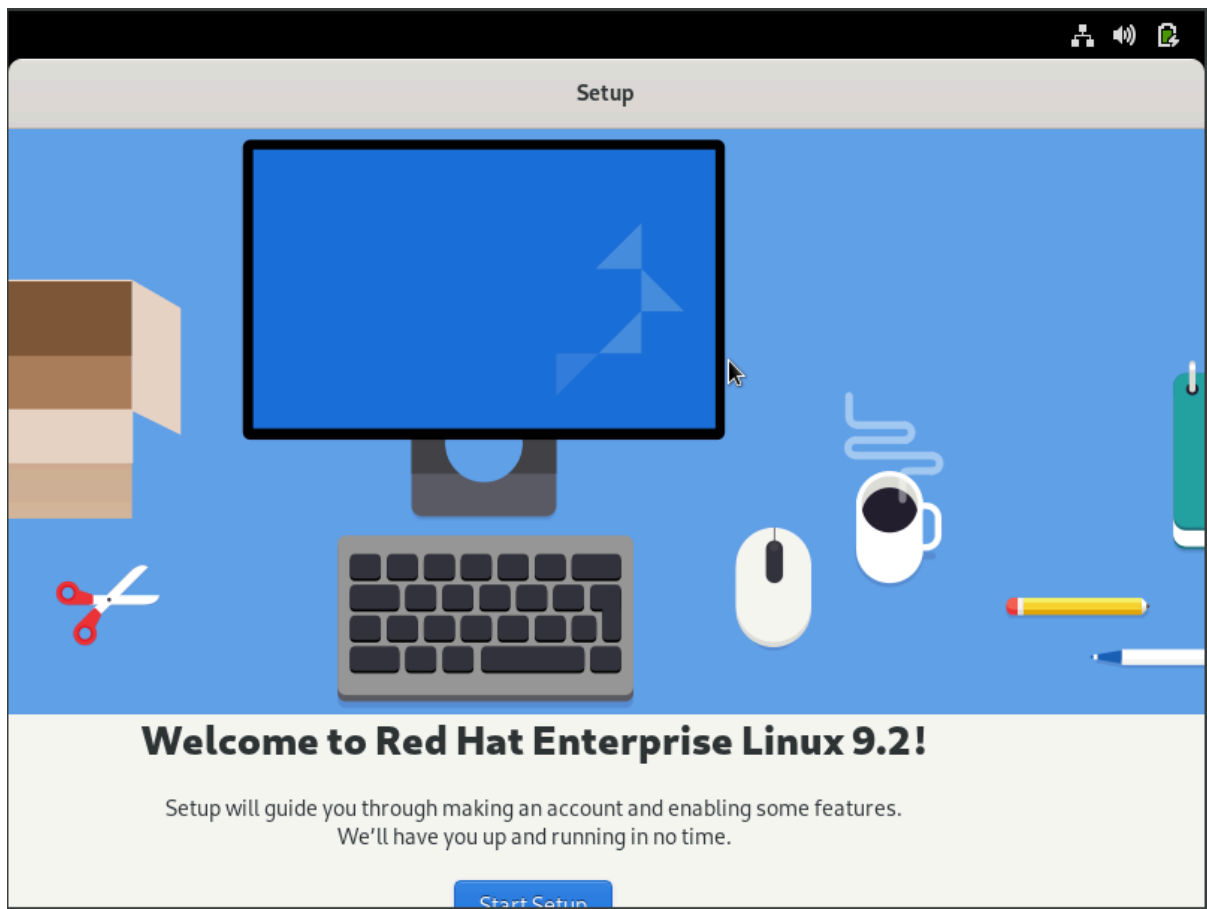 Setup
Welcome to Red Hat Enterprise Linux 9.2!
Setup will guide you through making an account and enabling some features.
We'll have you up and running in no time.
Start Setup